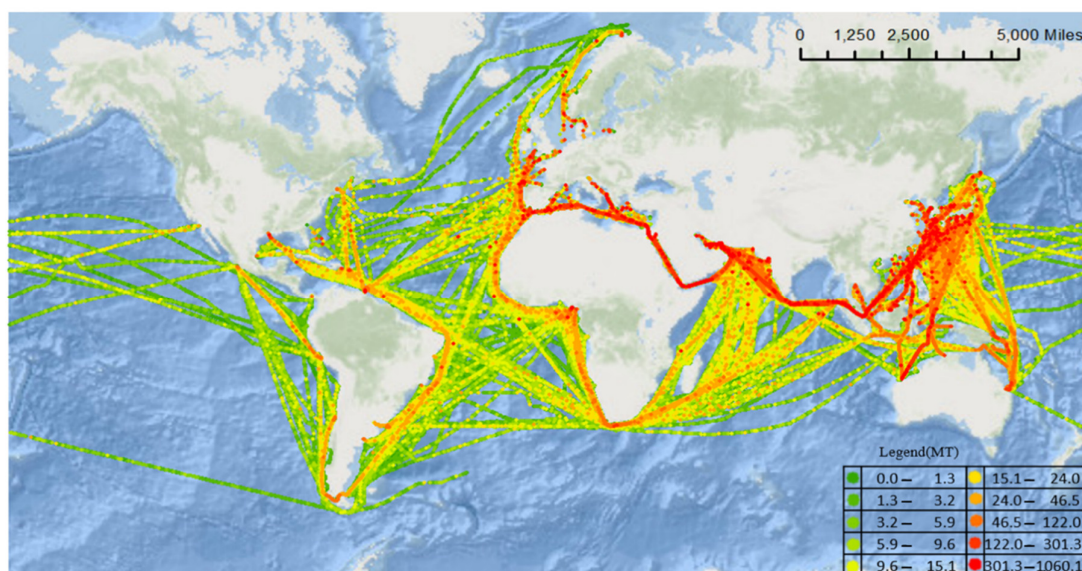 0 1,250 2,500 5,000 Miles
Legend(MT)
0.0 – 1.3 15.1 – 24.0
1.3 – 3.2 24.0 – 46.5
3.2 – 5.9 46.5 – 122.0
5.9 – 9.6 122.0 – 301.3
9.6 – 15.1 301.3 – 1060.1